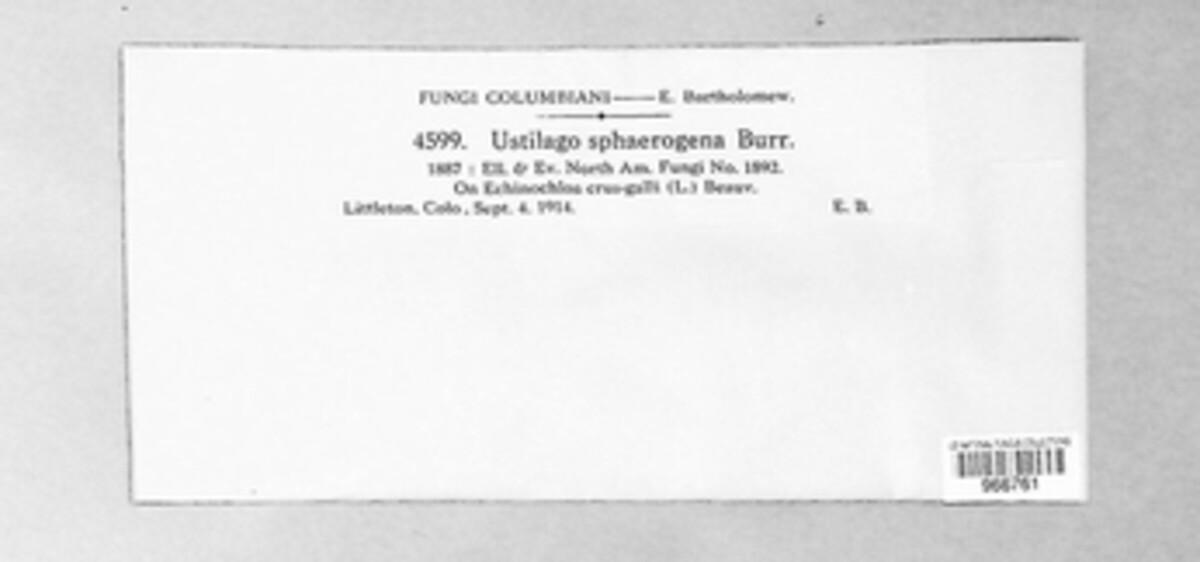 FUNGI COLUMBIANI——E. Bartholomew.
4599. Ustilago sphaerogena Burr.
1887 : Ell. & Ev. North Am. Fungi No. 1892.
On Echinochloa crus-galli (L.) Beauv.
Littleton, Colo., Sept. 4, 1914. E. B.
966761